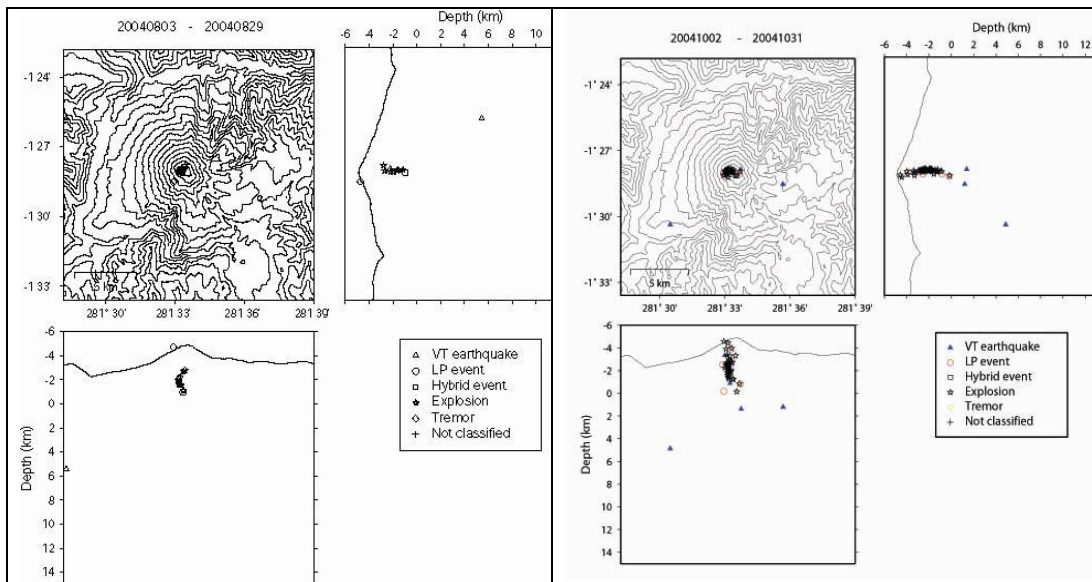 Depth (km)
20040803 - 20040829
-6 -4 -2 0 2 4 6 8 10
-1 24'
-1 27'
-1 30'
-1 33'
5 km
281° 30' 281° 33' 281° 36' 281° 39'
-6
-4
-2
0
2
4
6
8
10
12
14
Depth (km)
VT earthquake
LP event
Hybrid event
Explosion
Tremor
Not classified
Depth (km)
20041002 - 20041031
-6 -4 -2 0 2 4 6 8 10 12
-1° 24'
-1° 27'
-1° 30'
-1° 33'
5 km
281° 30' 281° 33' 281° 36' 281° 39'
-6
-4
-2
0
2
4
6
8
10
12
14
Depth (km)
VT earthquake
LP event
Hybrid event
Explosion
Tremor
Not classified